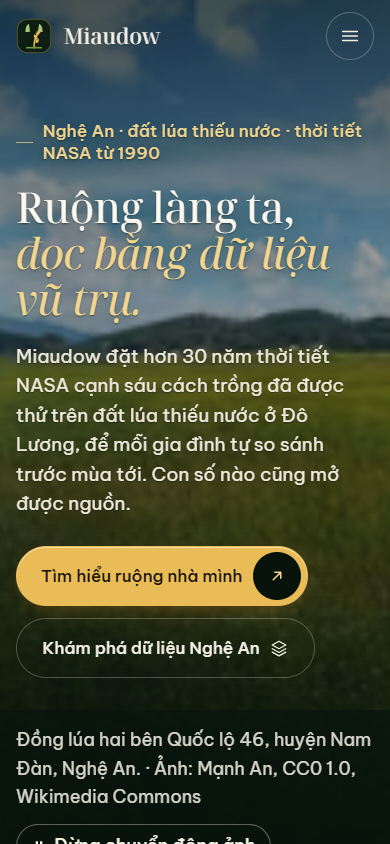 Miaudow
Nghệ An · đất lúa thiếu nước · thời tiết
NASA từ 1990
Ruộng làng ta,
đọc bằng dữ liệu
vũ trụ.
Miaudow đặt hơn 30 năm thời tiết
NASA cạnh sáu cách trồng đã được
thử trên đất lúa thiếu nước ở Đô
Lương, để mỗi gia đình tự so sánh
trước mùa tới. Con số nào cũng mở
được nguồn.
Tìm hiểu ruộng nhà mình
Khám phá dữ liệu Nghệ An
Đồng lúa hai bên Quốc lộ 46, huyện Nam
Đàn, Nghệ An. · Ảnh: Mạnh An, CC0 1.0,
Wikimedia Commons
Dừng chuyển động ảnh